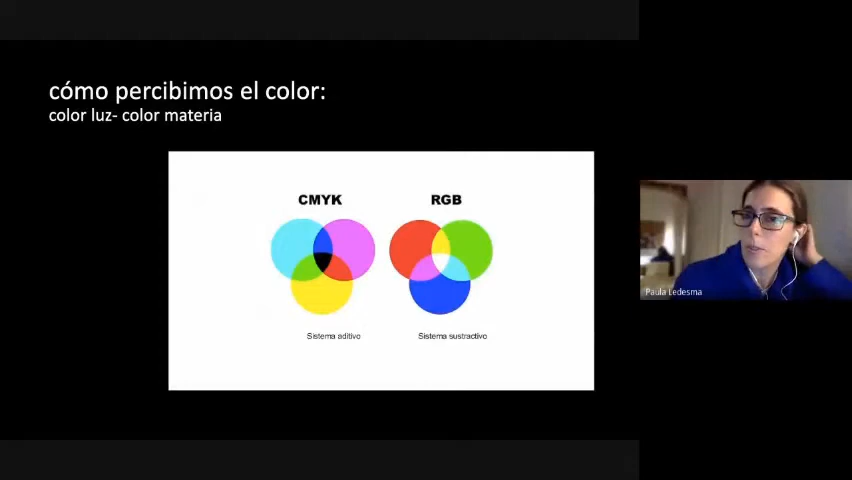 cómo percibimos el color:
color luz- color materia
CMYK
RGB
Sistema aditivo
Sistema sustractivo
Paula Ledesma